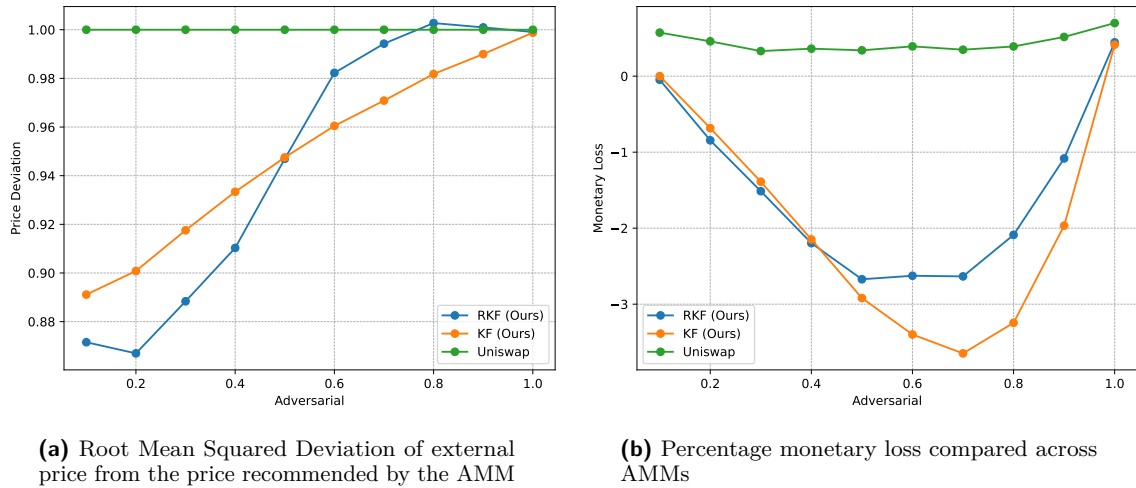 1.00
0.98
0.96
0.94
0.92
0.90
0.88
Price Deviation
0.2
0.4
0.6
0.8
1.0
Adversarial
RKF (Ours)
KF (Ours)
Uniswap
0
−1
−2
−3
Monetary Loss
0.2
0.4
0.6
0.8
1.0
Adversarial
RKF (Ours)
KF (Ours)
Uniswap
(a) Root Mean Squared Deviation of external
price from the price recommended by the AMM
(b) Percentage monetary loss compared across
AMMs